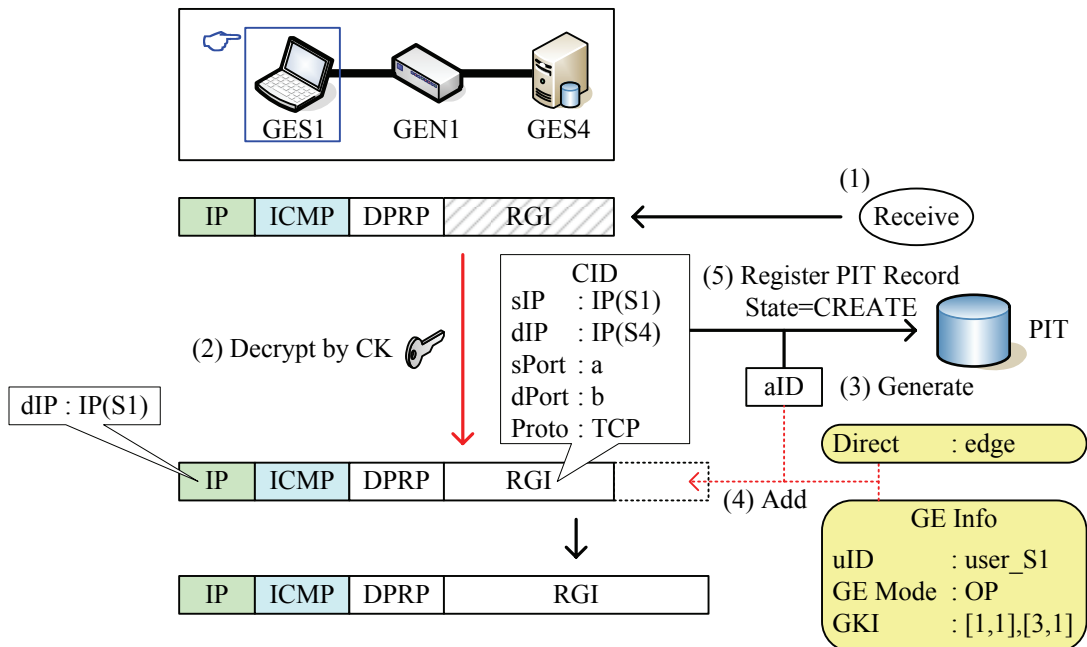 GES1 GEN1 GES4
(1)
Receive
IP ICMP DPRP RGI
CID
sIP : IP(S1)
dIP : IP(S4)
sPort : a
dPort : b
Proto : TCP
(5) Register PIT Record
State=CREATE
PIT
(2) Decrypt by CK
aID
(3) Generate
dIP : IP(S1)
Direct : edge
IP ICMP DPRP RGI
(4) Add
GE Info
uID : user_S1
GE Mode : OP
GKI : [1,1],[3,1]
IP ICMP DPRP RGI